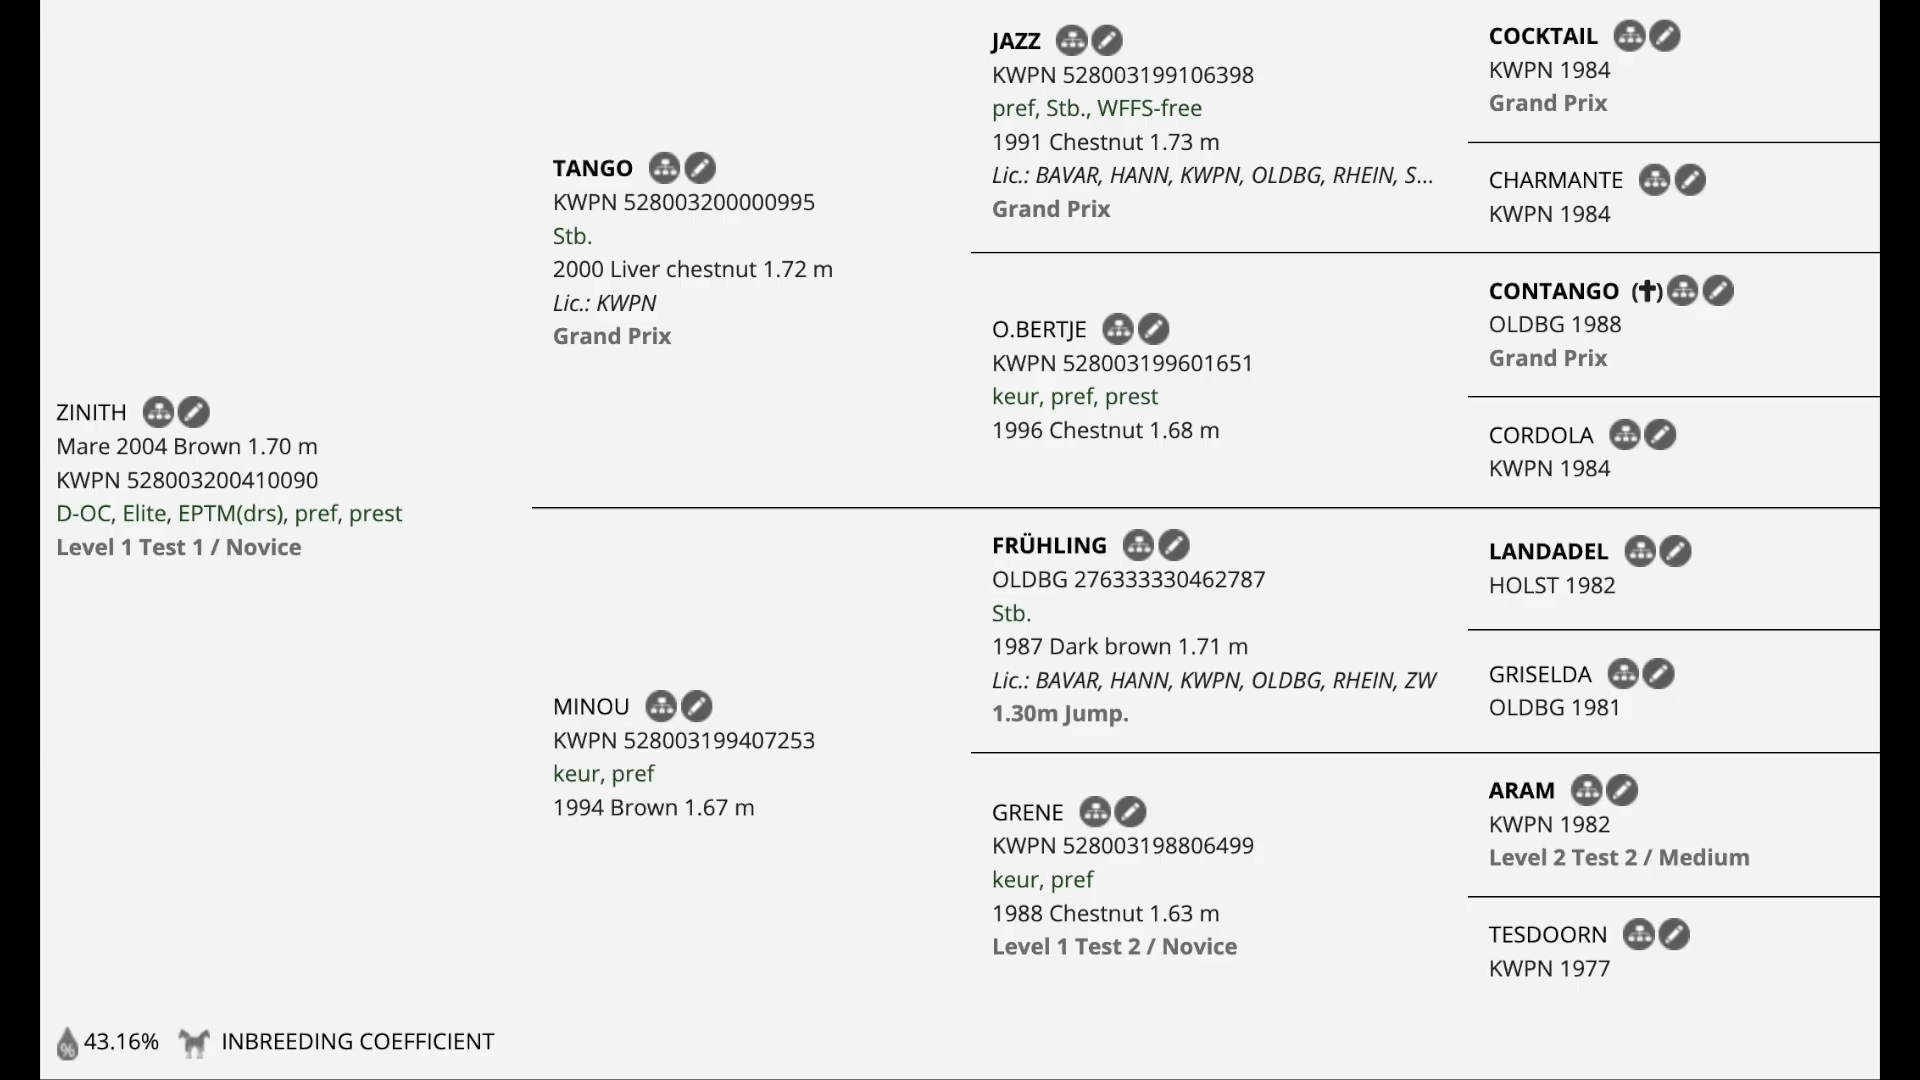 ZINITH
Mare 2004 Brown 1.70 m
KWPN 528003200410090
D-OC, Elite, EPTM(drs), pref, prest
Level 1 Test 1 / Novice
TANGO
KWPN 528003200000995
Stb.
2000 Liver chestnut 1.72 m
Lic.: KWPN
Grand Prix
MINOU
KWPN 528003199407253
keur, pref
1994 Brown 1.67 m
JAZZ
KWPN 528003199106398
pref, Stb., WFFS-free
1991 Chestnut 1.73 m
Lic.: BAVAR, HANN, KWPN, OLDBG, RHEIN, S...
Grand Prix
O.BERTJE
KWPN 528003199601651
keur, pref, prest
1996 Chestnut 1.68 m
FRÜHLING
OLDBG 276333330462787
Stb.
1987 Dark brown 1.71 m
Lic.: BAVAR, HANN, KWPN, OLDBG, RHEIN, ZW
1.30m Jump.
GRENE
KWPN 528003198806499
keur, pref
1988 Chestnut 1.63 m
Level 1 Test 2 / Novice
COCKTAIL
KWPN 1984
Grand Prix
CHARMANTE
KWPN 1984
CONTANGO (✝)
OLDBG 1988
Grand Prix
CORDOLA
KWPN 1984
LANDADEL
HOLST 1982
GRISELDA
OLDBG 1981
ARAM
KWPN 1982
Level 2 Test 2 / Medium
TESDOORN
KWPN 1977
% 43.16% INBREEDING COEFFICIENT